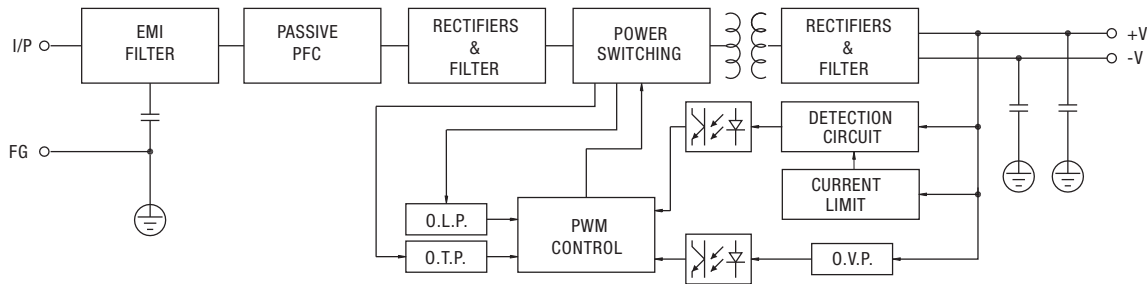 I/P
EMI
FILTER
PASSIVE
PFC
RECTIFIERS
&
FILTER
POWER
SWITCHING
RECTIFIERS
&
FILTER
+V
-V
FG
DETECTION
CIRCUIT
CURRENT
LIMIT
O.L.P.
O.T.P.
PWM
CONTROL
O.V.P.